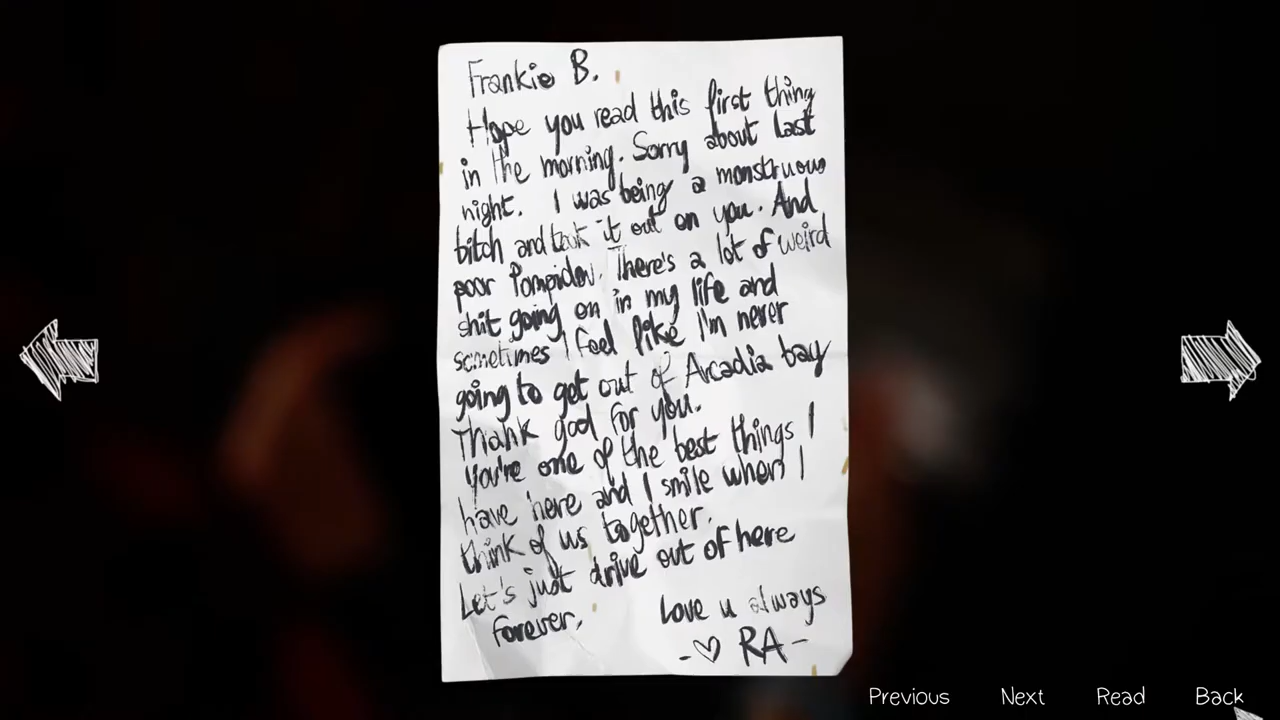 Frankie B.
Hope you read this first thing
in the morning. Sorry about last
night. I was being a monstruous
bitch and took it out on you. And
poor Pompidou. There's a lot of weird
shit going on in my life and
sometimes I feel like I'm never
going to get out of Arcadia bay
Thank god for you.
You're one of the best things I
have here and I smile when I
think of us together.
Let's just drive out of here
forever.
Love u always
-♡ RA-
Previous Next Read Back